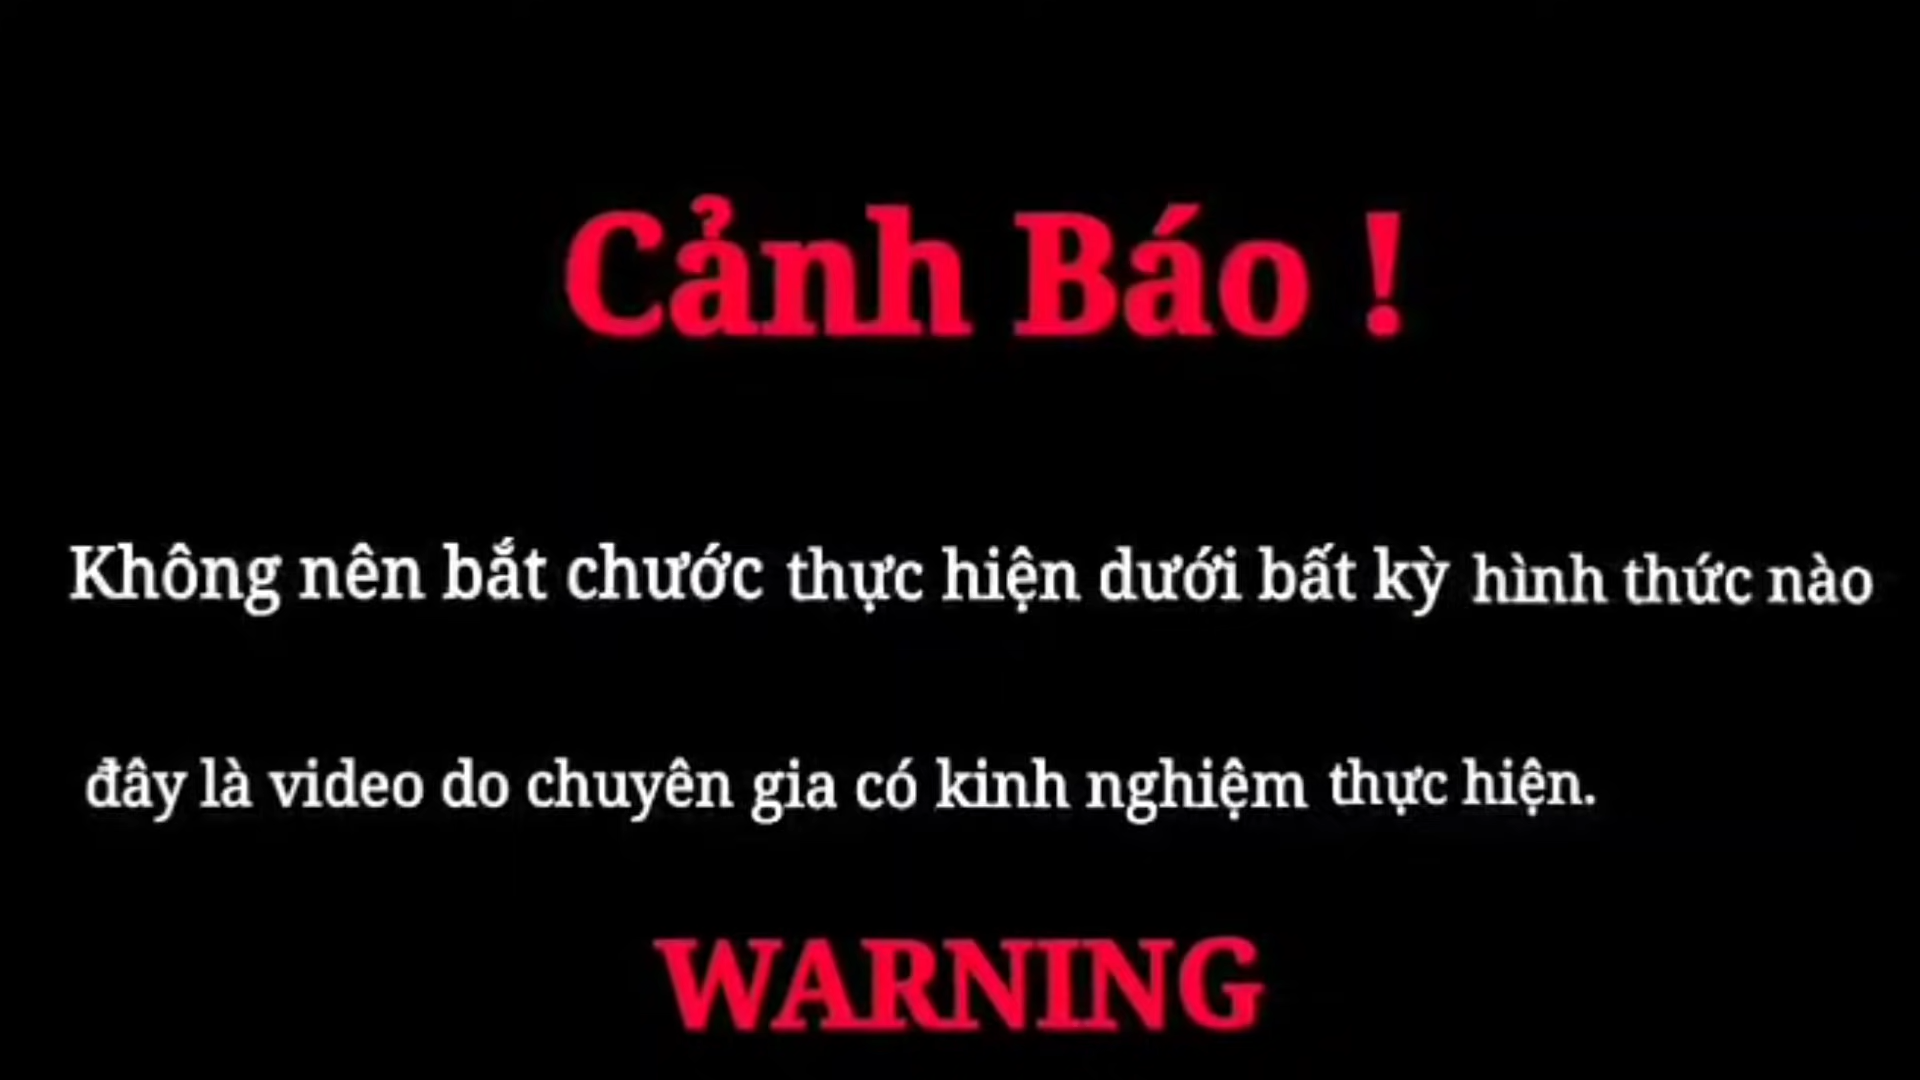 Cảnh Báo !
Không nên bắt chước thực hiện dưới bất kỳ hình thức nào
đây là video do chuyên gia có kinh nghiệm thực hiện.
WARNING